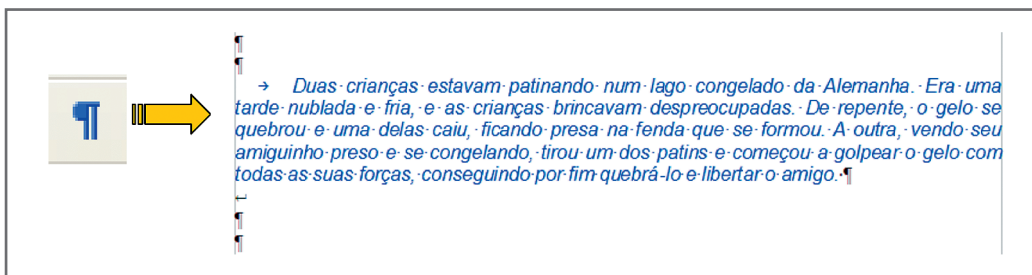 ¶
¶
¶
→ Duas·crianças·estavam·patinando·num·lago·congelado·da·Alemanha.·Era·uma
tarde·nublada·e·fria,·e·as·crianças·brincavam·despreocupadas.·De·repente,·o·gelo·se
quebrou·e·uma·delas·caiu,·ficando·presa·na·fenda·que·se·formou.·A·outra,·vendo·seu
amiguinho·preso·e·se·congelando,·tirou·um·dos·patins·e·começou·a·golpear·o·gelo·com
todas·as·suas·forças,·conseguindo·por·fim·quebrá-lo·e·libertar·o·amigo.·¶
↵
¶
¶